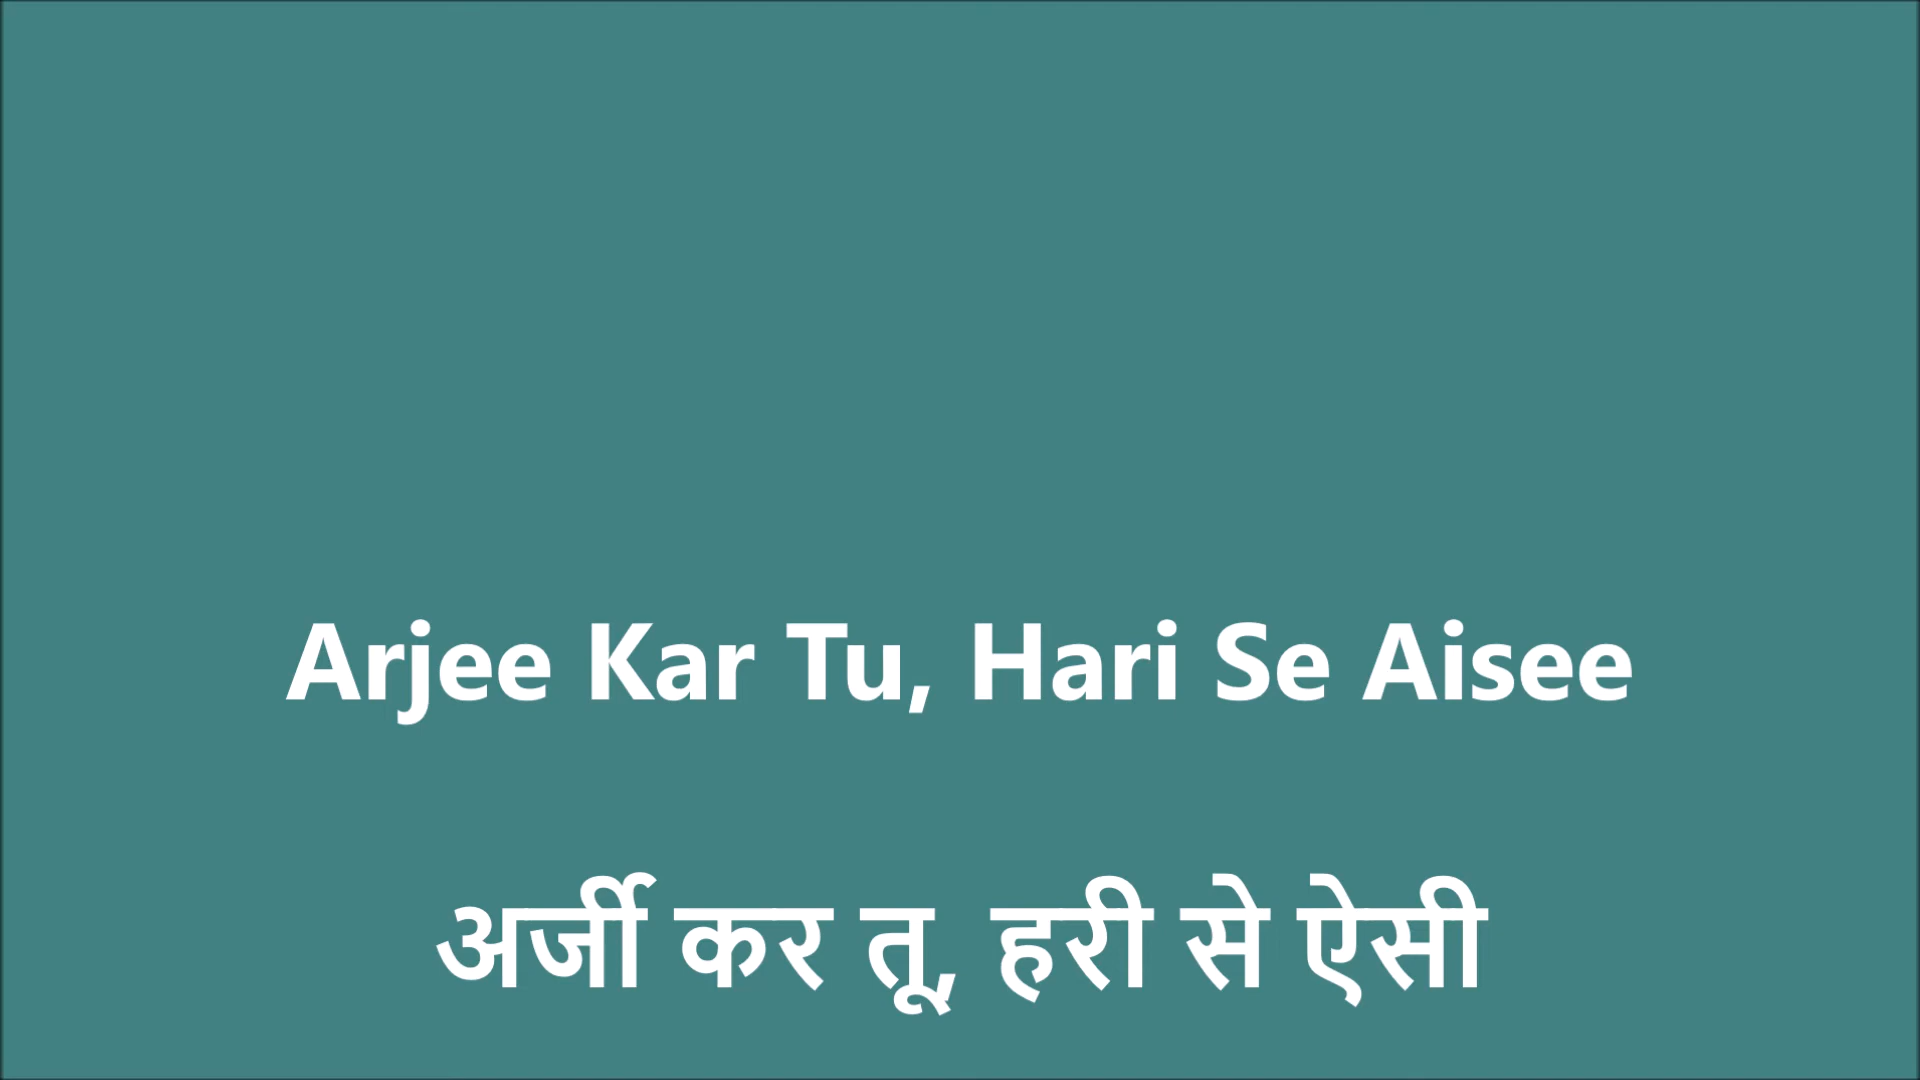 Arjee Kar Tu, Hari Se Aisee
अर्जी कर तू, हरी से ऐसी